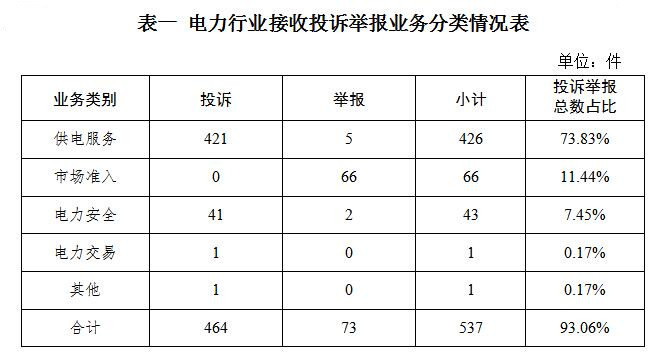 表一 电力行业接收投诉举报业务分类情况表
单位：件
业务类别 投诉 举报 小计 投诉举报
总数占比
供电服务 421 5 426 73.83%
市场准入 0 66 66 11.44%
电力安全 41 2 43 7.45%
电力交易 1 0 1 0.17%
其他 1 0 1 0.17%
合计 464 73 537 93.06%